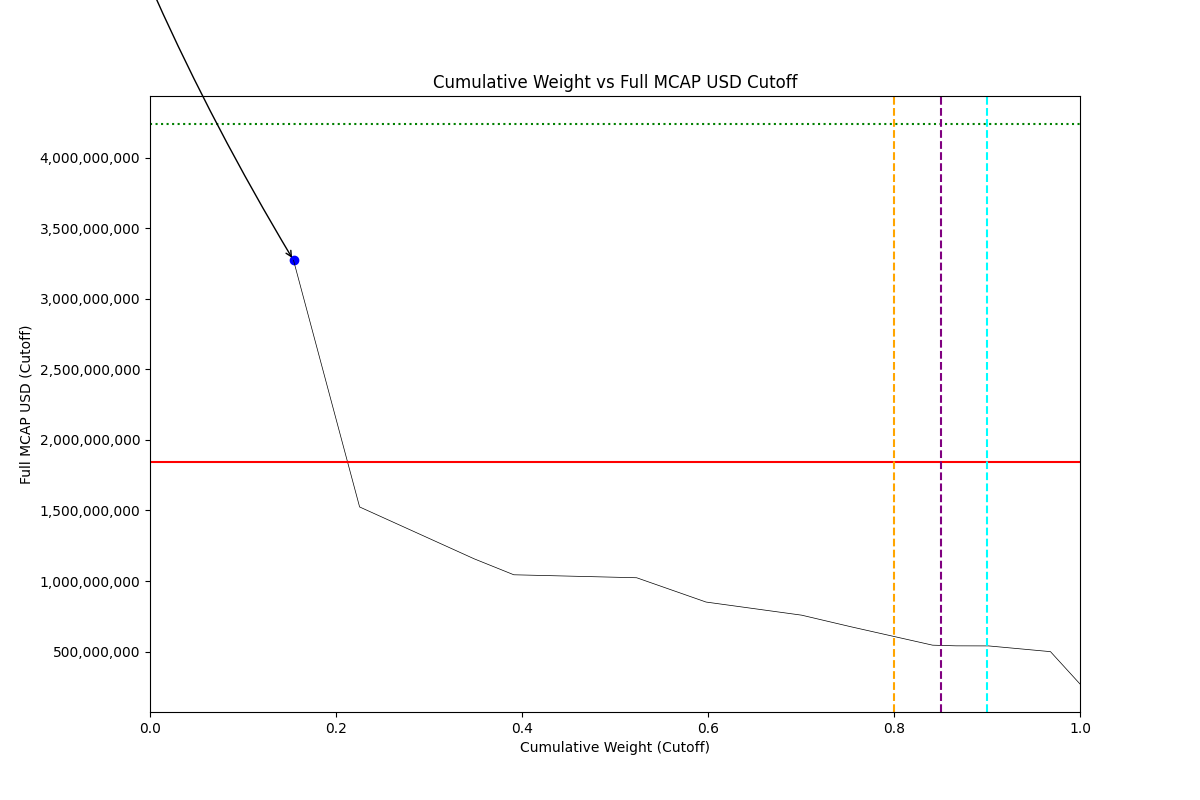 Cumulative Weight vs Full MCAP USD Cutoff
4,000,000,000
3,500,000,000
3,000,000,000
2,500,000,000
2,000,000,000
1,500,000,000
1,000,000,000
500,000,000
Full MCAP USD (Cutoff)
0.0 0.2 0.4 0.6 0.8 1.0
Cumulative Weight (Cutoff)